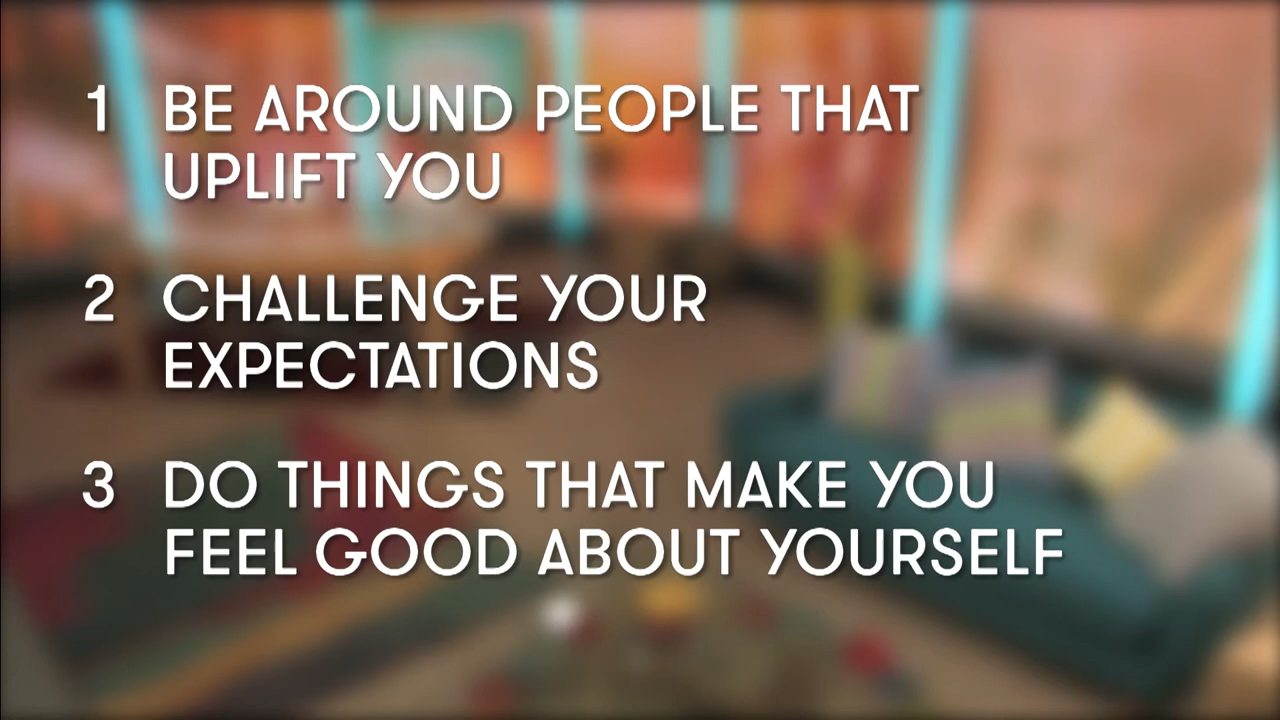 1 BE AROUND PEOPLE THAT
UPLIFT YOU
2 CHALLENGE YOUR
EXPECTATIONS
3 DO THINGS THAT MAKE YOU
FEEL GOOD ABOUT YOURSELF